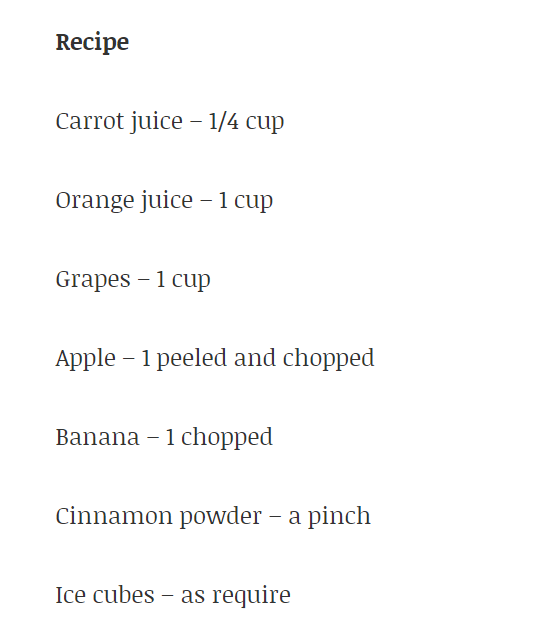 Recipe
Carrot juice – 1/4 cup
Orange juice – 1 cup
Grapes – 1 cup
Apple – 1 peeled and chopped
Banana – 1 chopped
Cinnamon powder – a pinch
Ice cubes – as require